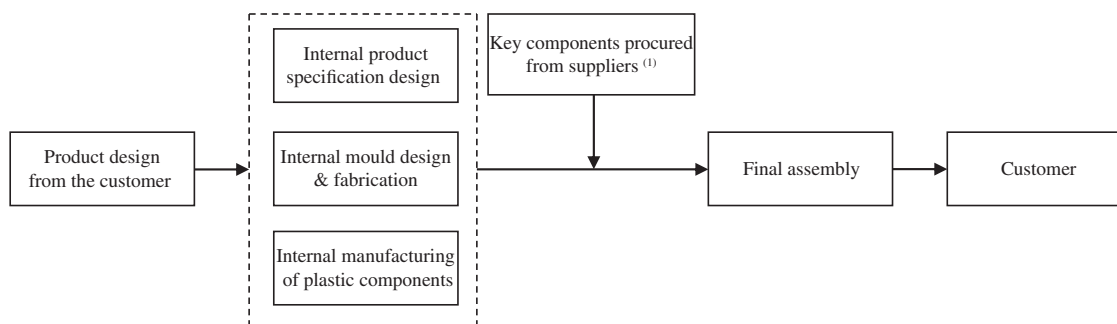 Product design
from the customer
Internal product
specification design
Internal mould design
& fabrication
Internal manufacturing
of plastic components
Key components procured
from suppliers (1)
Final assembly
Customer